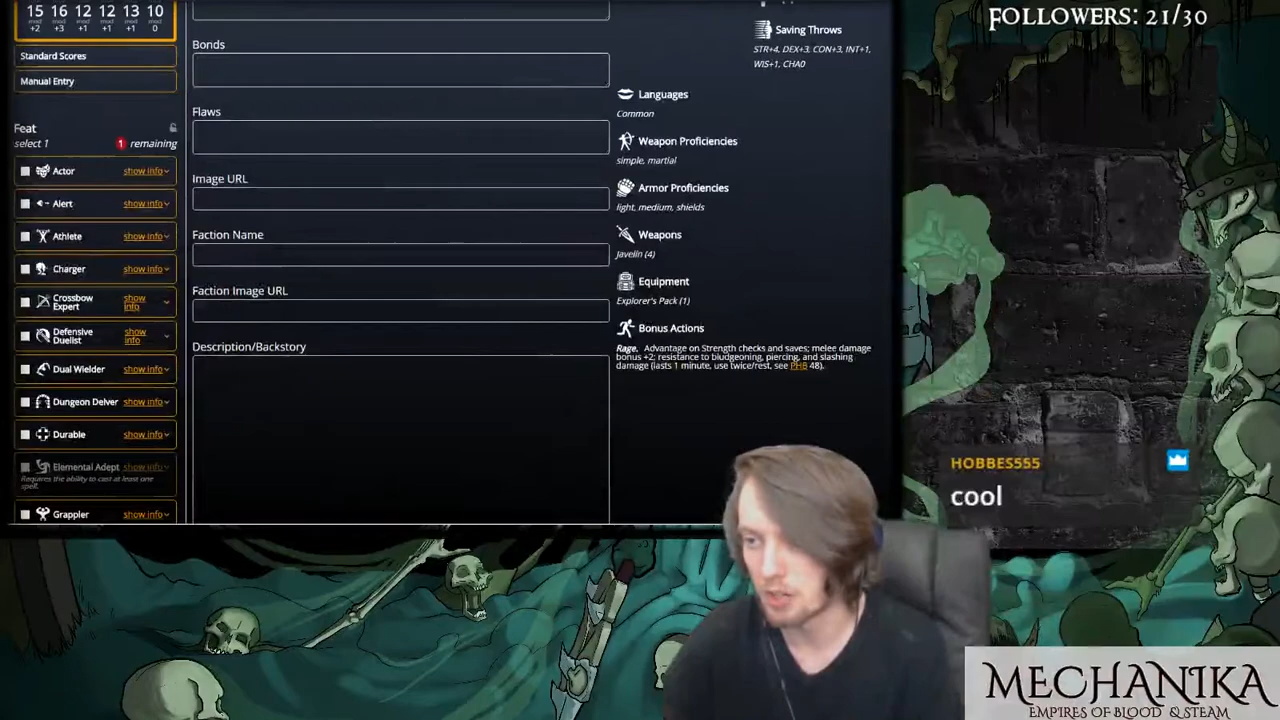 15 16 12 12 13 10
mod mod mod mod mod mod
+2 +3 +1 +1 +1 0
Standard Scores
Manual Entry
Feat
select 1
1 remaining
Actor show info
Alert show info
Athlete show info
Charger show info
Crossbow Expert show info
Defensive Duelist show info
Dual Wielder show info
Dungeon Delver show info
Durable show info
Elemental Adept show info
Requires the ability to cast at least one
spell.
Grappler show info
Bonds
Flaws
Image URL
Faction Name
Faction Image URL
Description/Backstory
Saving Throws
STR+4, DEX+3, CON+3, INT+1,
WIS+1, CHA0
Languages
Common
Weapon Proficiencies
simple, martial
Armor Proficiencies
light, medium, shields
Weapons
Javelin (4)
Equipment
Explorer's Pack (1)
Bonus Actions
Rage. Advantage on Strength checks and saves; melee damage
bonus +2; resistance to bludgeoning, piercing, and slashing
damage (lasts 1 minute, use twice/rest, see PHB 48).
FOLLOWERS: 21/30
HOBBES555
cool
MECHANIKA
EMPIRES OF BLOOD & STEAM